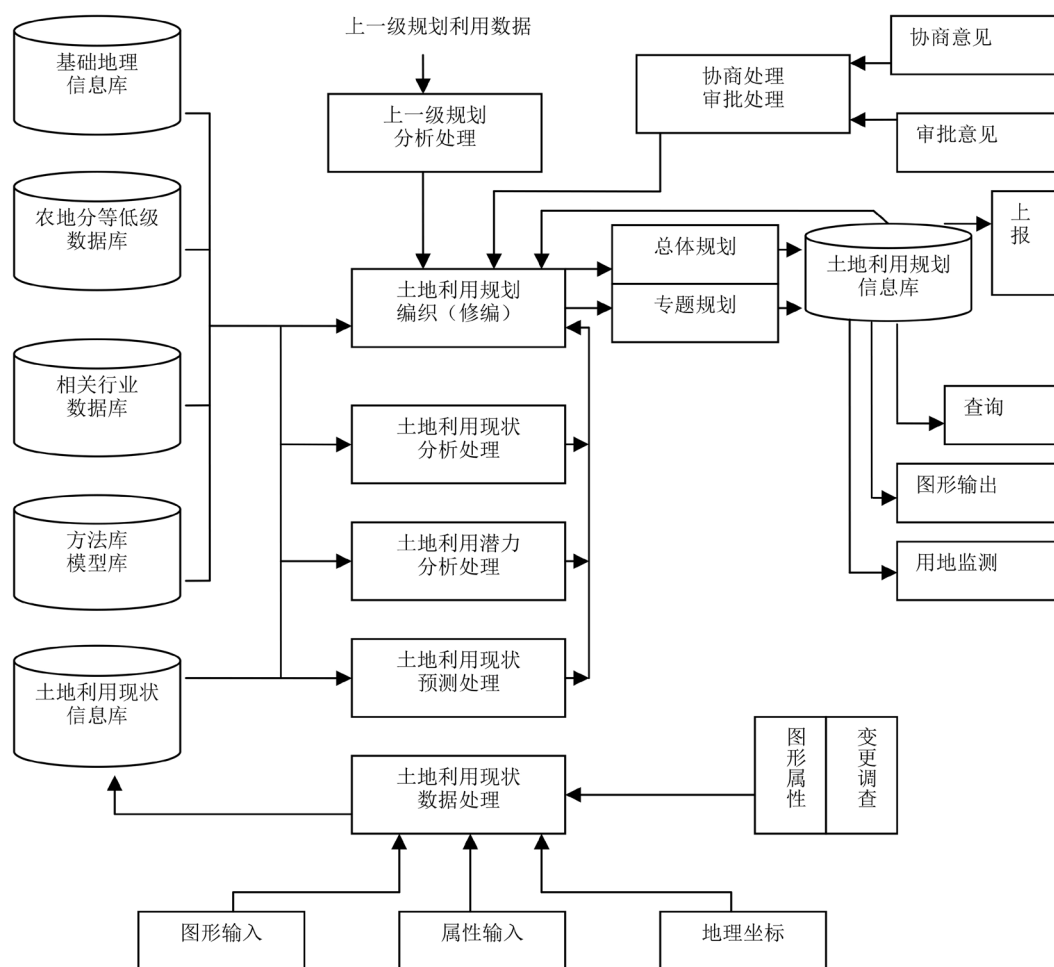 上一级规划利用数据
协商意见
基础地理
信息库
协商处理
审批处理
上一级规划
分析处理
审批意见
农地分等低级
数据库
上
报
总体规划
土地利用规划
信息库
土地利用规划
编织（修编）
专题规划
相关行业
数据库
查询
土地利用现状
分析处理
图形输出
方法库
模型库
土地利用潜力
分析处理
用地监测
土地利用现状
预测处理
土地利用现状
信息库
图
形
属
性
变
更
调
查
土地利用现状
数据处理
图形输入
属性输入
地理坐标